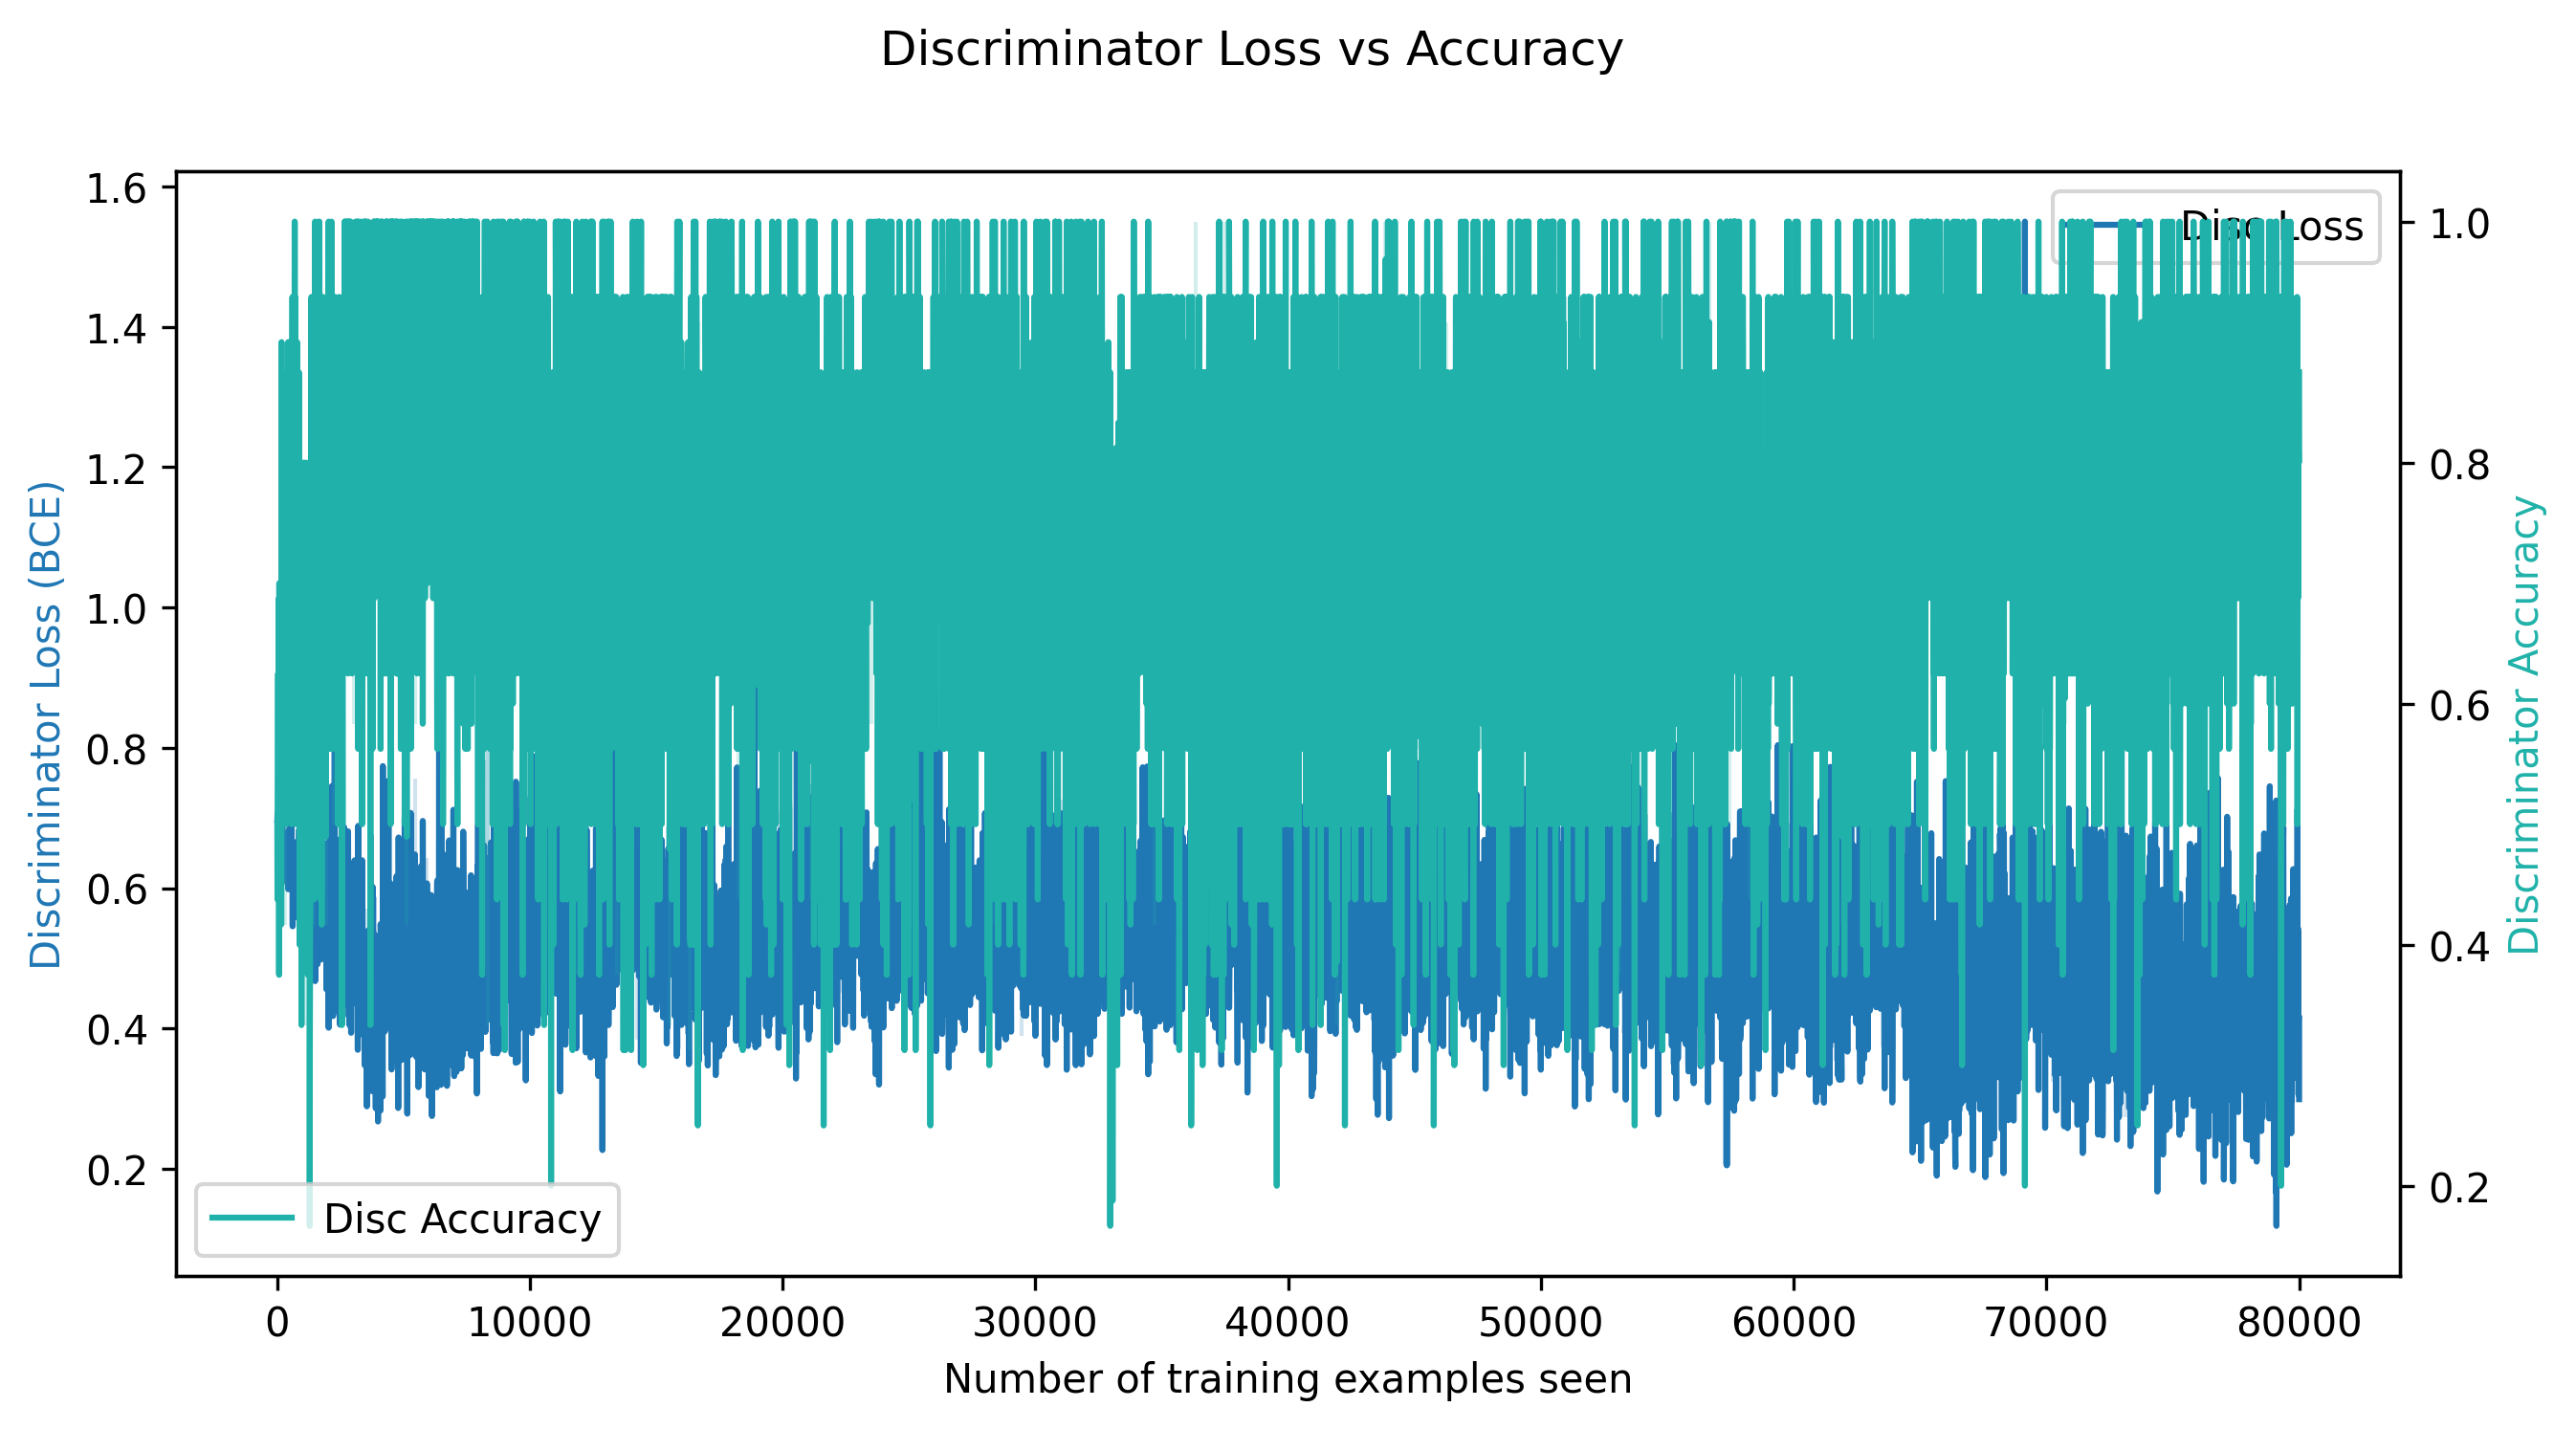 Discriminator Loss vs Accuracy
1.6
1.4
1.2
1.0
0.8
0.6
0.4
0.2
Discriminator Loss (BCE)
Disc Loss
Disc Accuracy
1.0
0.8
0.6
0.4
0.2
Discriminator Accuracy
0 10000 20000 30000 40000 50000 60000 70000 80000
Number of training examples seen